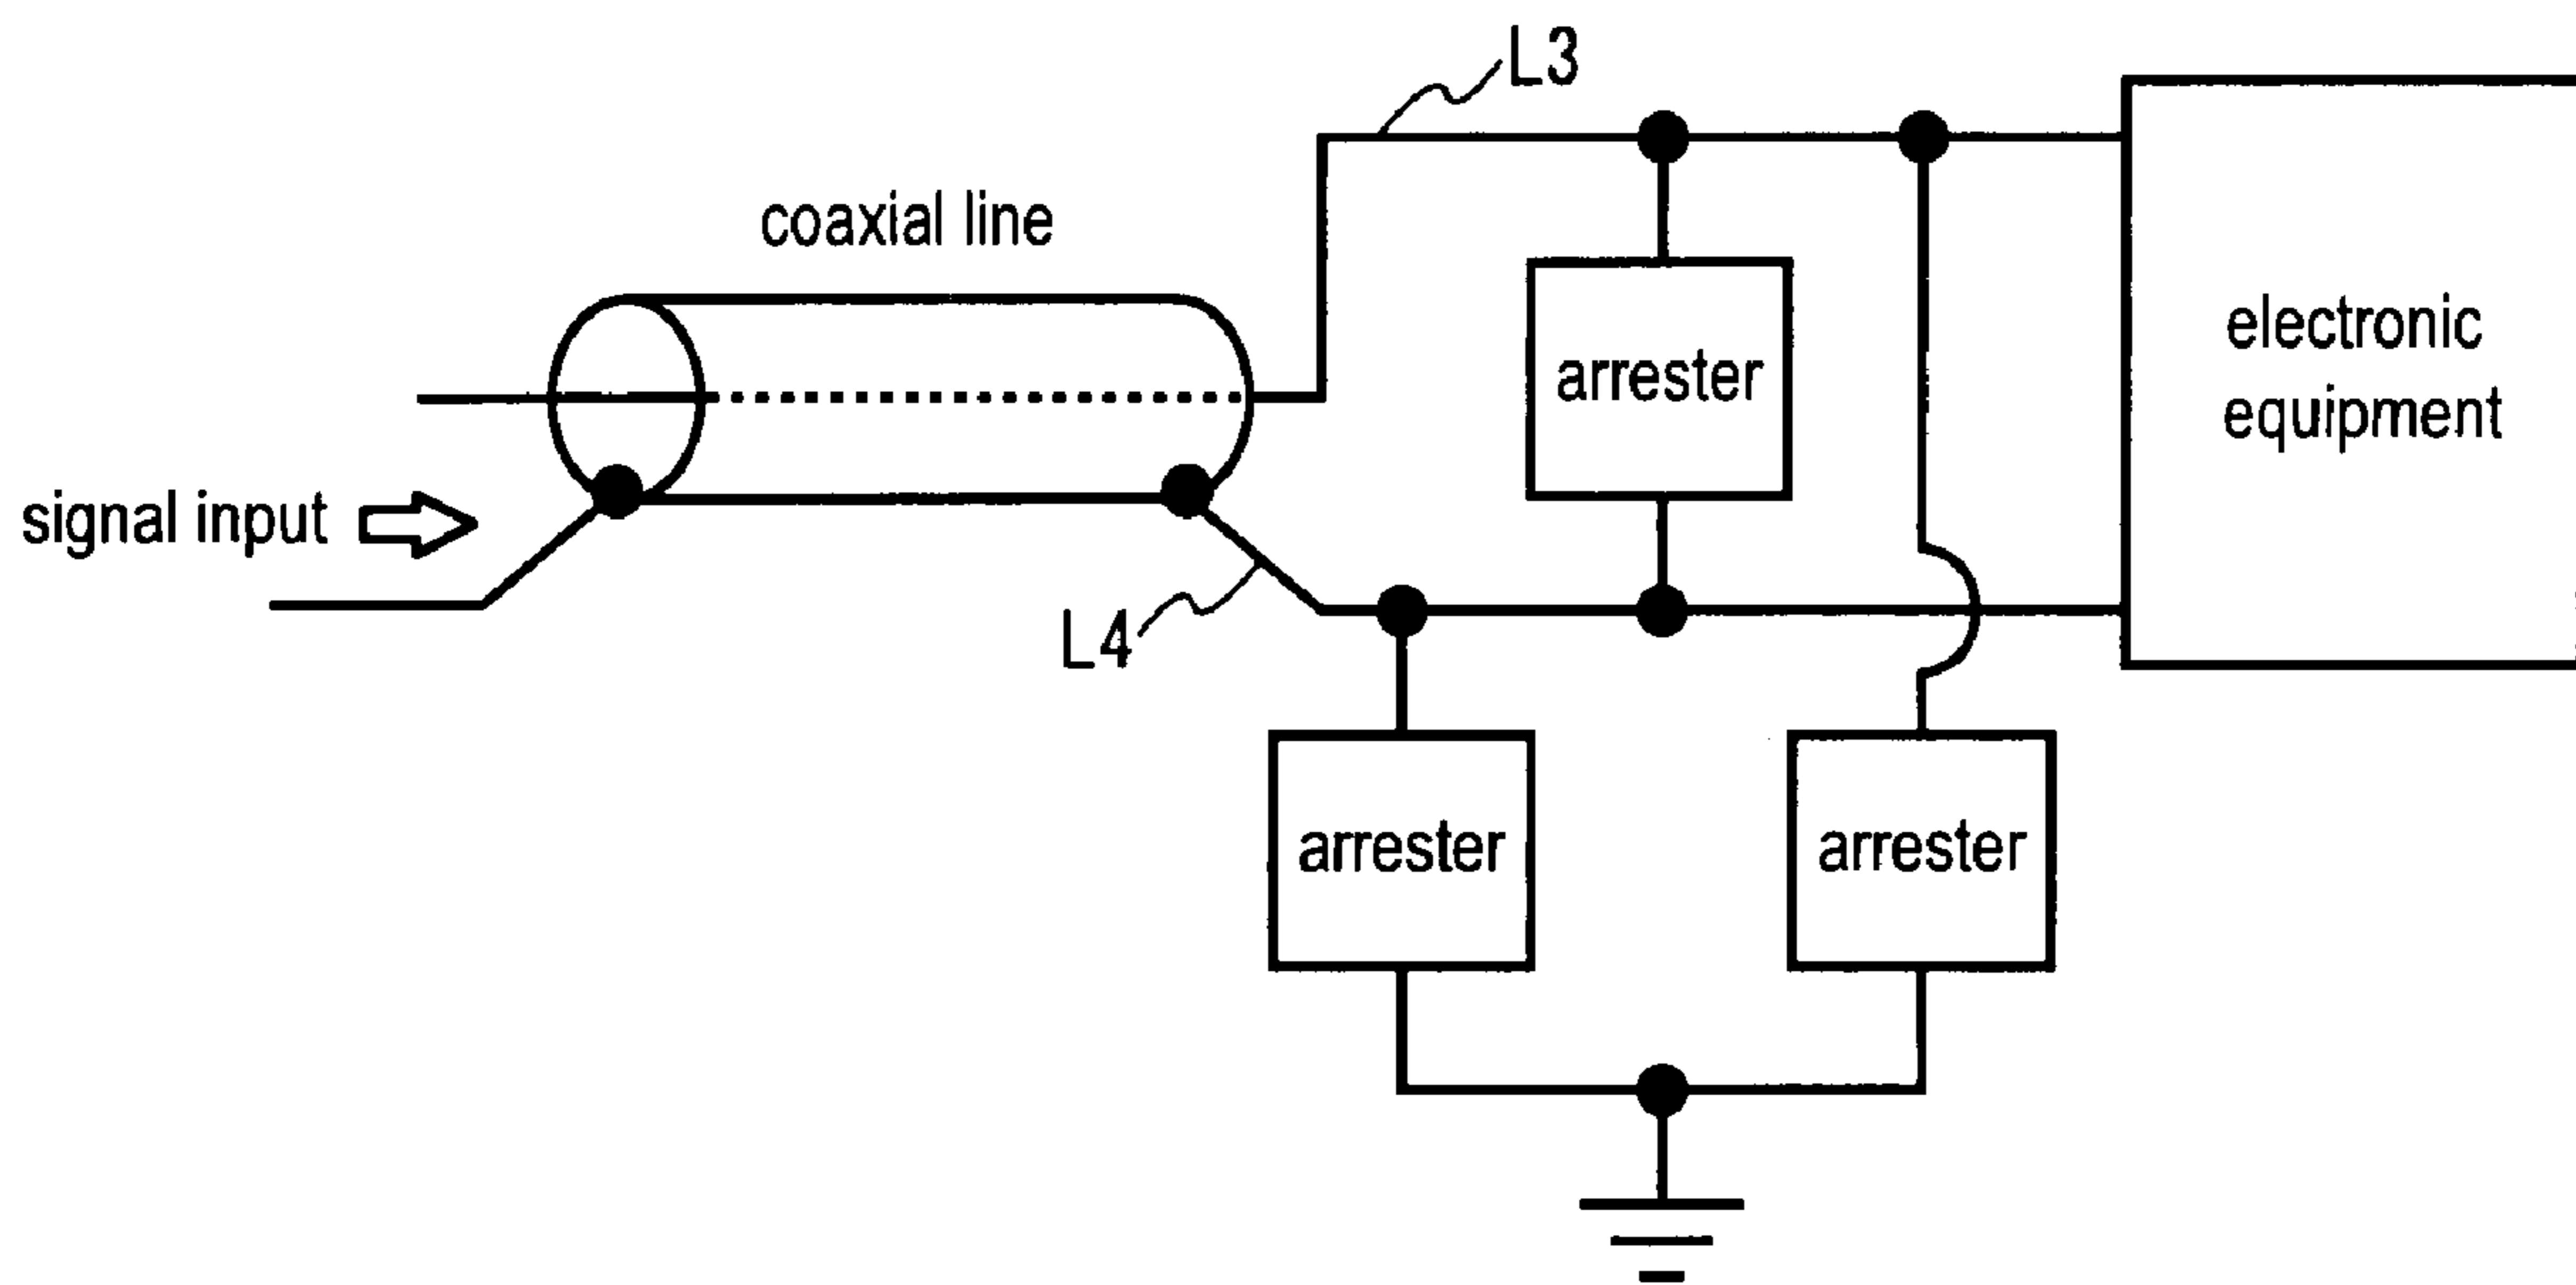 L3
coaxial line
electronic
equipment
arrester
signal input
L4
arrester
arrester